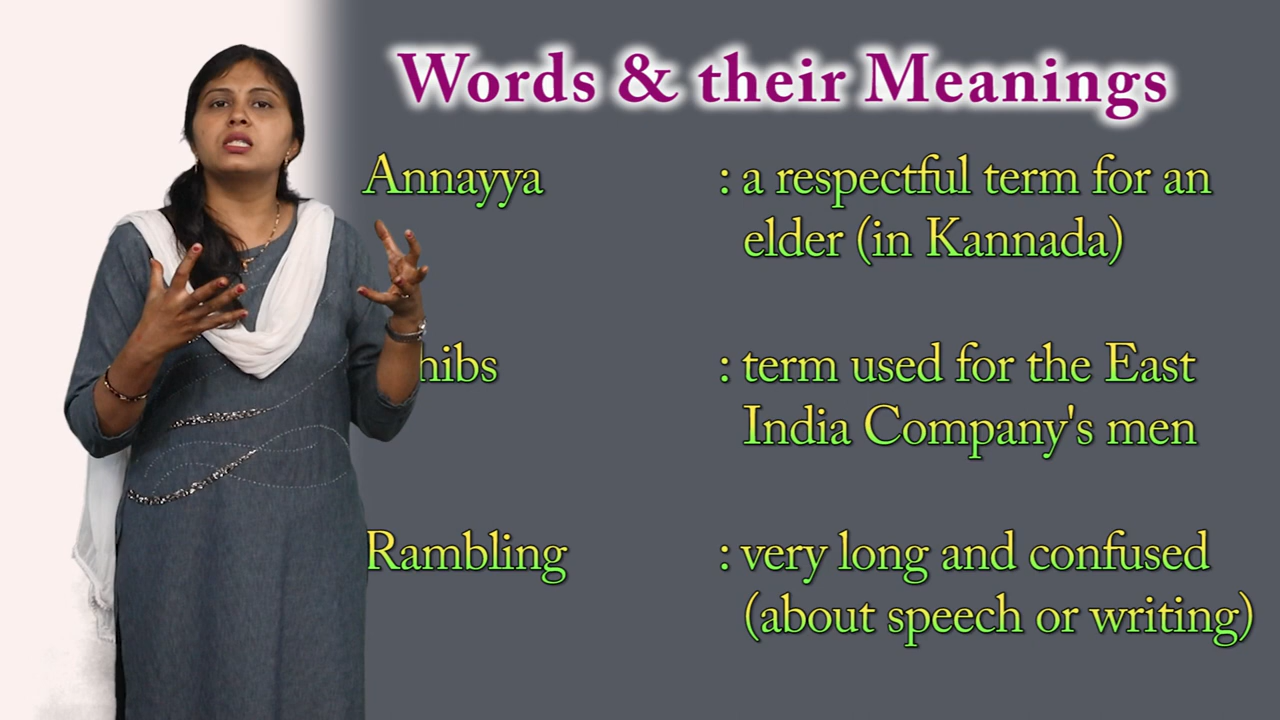 Words & their Meanings
Annayya : a respectful term for an
elder (in Kannada)
: term used for the East
India Company's men
Rambling : very long and confused
(about speech or writing)